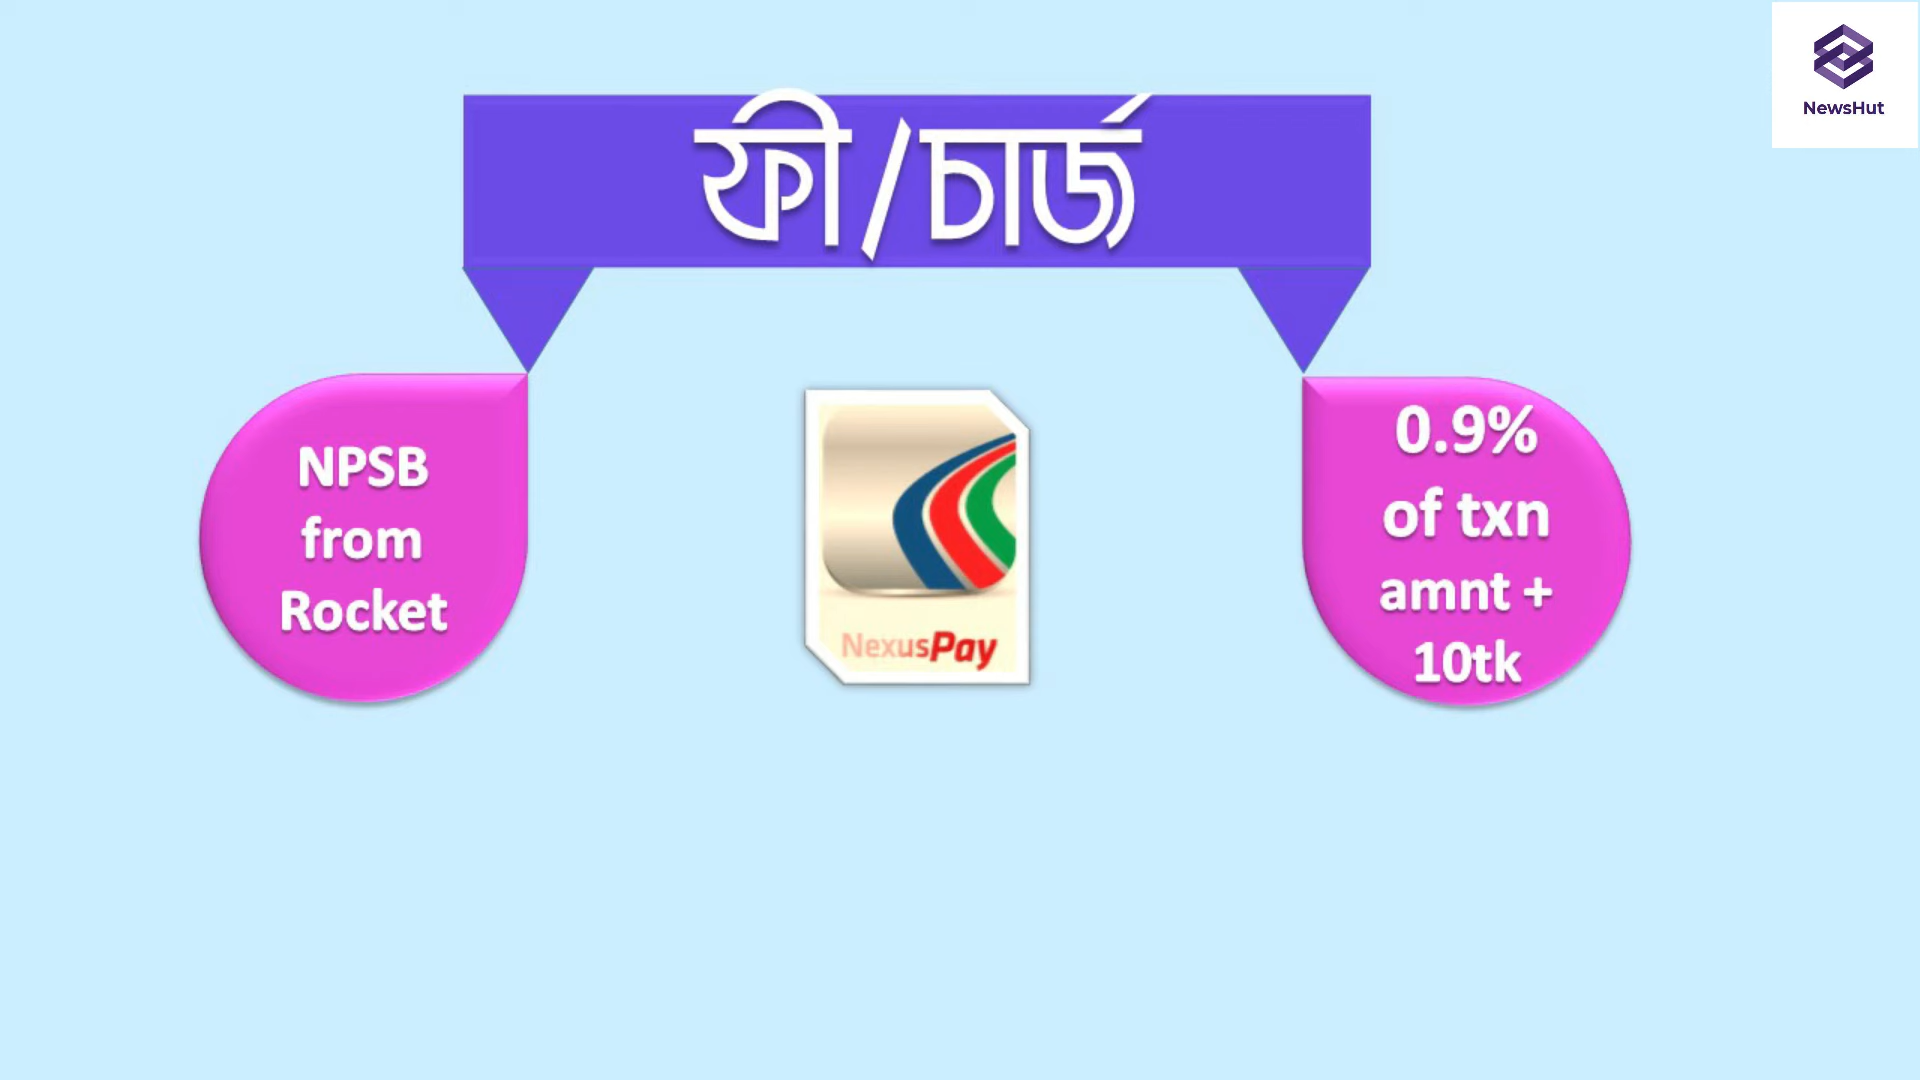 NewsHut
ফী/চার্জ
NPSB
from
Rocket
NexusPay
0.9%
of txn
amnt +
10tk